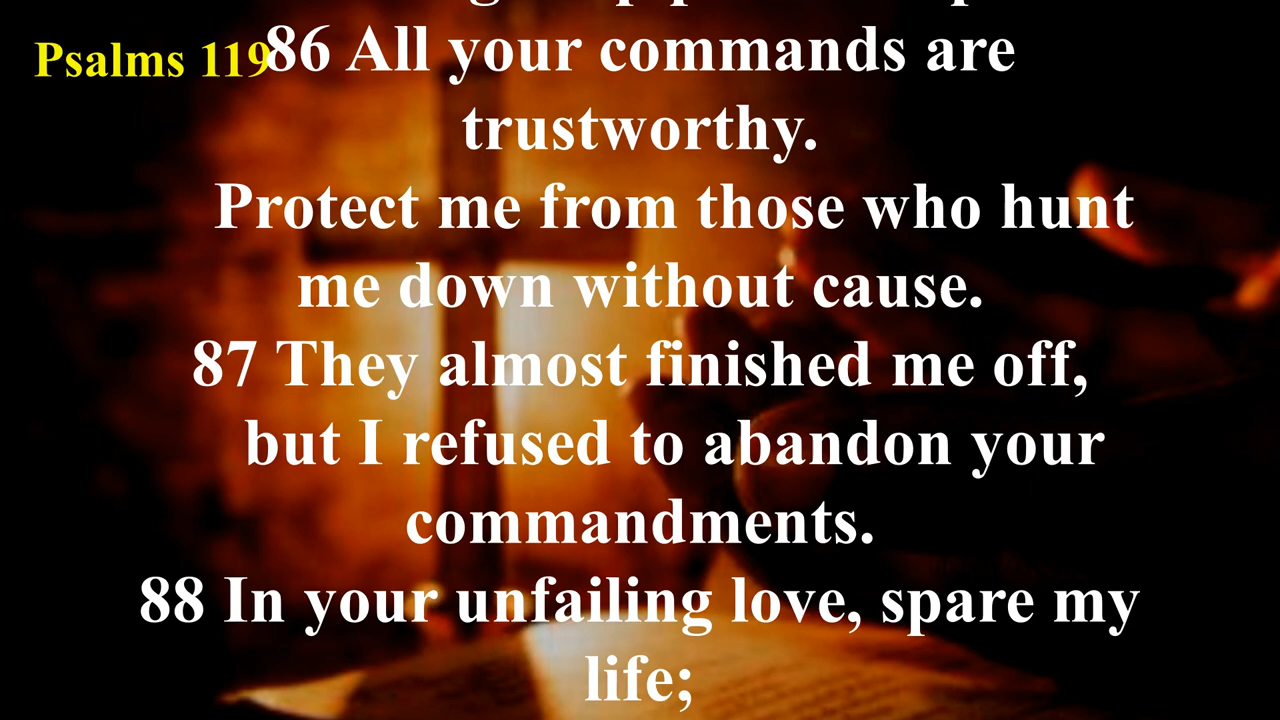 Psalms 119
86 All your commands are
trustworthy.
Protect me from those who hunt
me down without cause.
87 They almost finished me off,
but I refused to abandon your
commandments.
88 In your unfailing love, spare my
life;